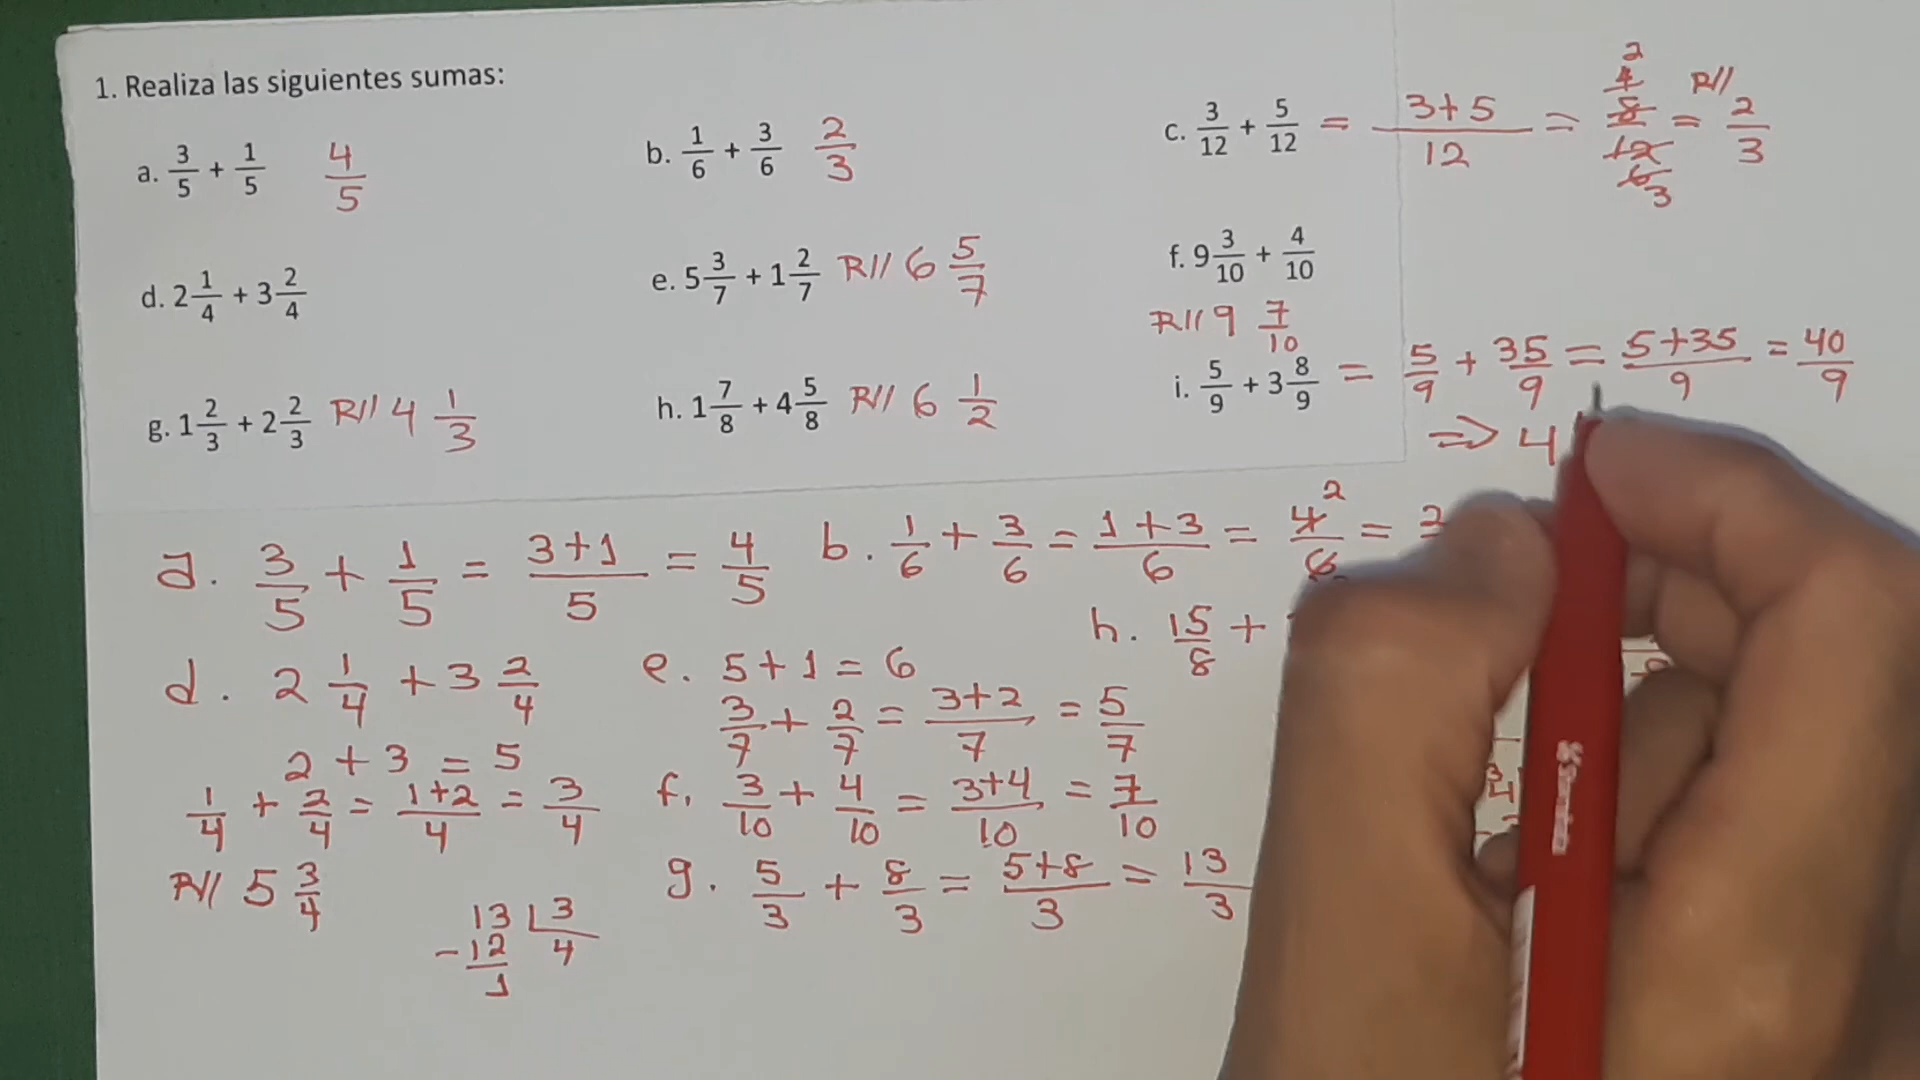 1. Realiza las siguientes sumas:
a. 3/5 + 1/5 4/5
b. 1/6 + 3/6 2/3
c. 3/12 + 5/12 = 3+5/12 = 2 4 8/12 6 3 = R// 2/3
d. 2 1/4 + 3 2/4
e. 5 3/7 + 1 2/7 R// 6 5/7
f. 9 3/10 + 4/10
R// 9 7/10
g. 1 2/3 + 2 2/3 R// 4 1/3
h. 1 7/8 + 4 5/8 R// 6 1/2
i. 5/9 + 3 8/9 = 5/9 + 35/9 = 5+35/9 = 40/9
=> 4
a. 3/5 + 1/5 = 3+1/5 = 4/5
b. 1/6 + 3/6 = 1+3/6 = 4 2/6 = 2
h. 15/8 +
d. 2 1/4 + 3 2/4
2 + 3 = 5
1/4 + 2/4 = 1+2/4 = 3/4
R// 5 3/4
e. 5 + 1 = 6
3/7 + 2/7 = 3+2/7 = 5/7
f. 3/10 + 4/10 = 3+4/10 = 7/10
g. 5/3 + 8/3 = 5+8/3 = 13/3
13 3
-12 4
1